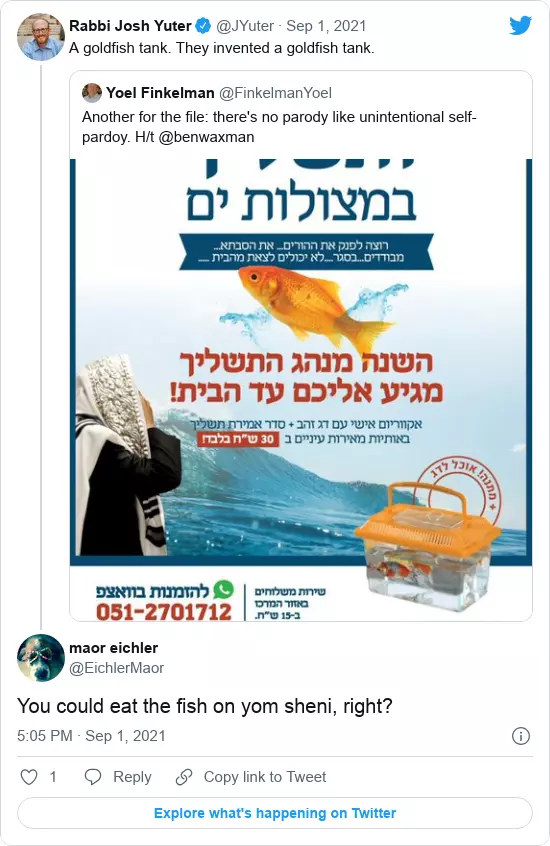 Rabbi Josh Yuter @JYuter · Sep 1, 2021
A goldfish tank. They invented a goldfish tank.
Yoel Finkelman @FinkelmanYoel
Another for the file: there's no parody like unintentional self-
pardoy. H/t @benwaxman
במצולות ים
רוצה לפנק את ההורים... את הסבתא...
מבודדים...בסגר....לא יכולים לצאת מהבית .....
השנה מנהג התשליך
מגיע אליכם עד הבית!
אקווריום אישי עם דג זהב + סדר אמירת תשליך
באותיות מאירות עיניים ב 30 ש"ח בלבד!
+ מתנה! אוכל לדג
להזמנות בוואצפ
051-2701712
שירות משלוחים
באזור המרכז
ב-15 ש"ח.
maor eichler
@EichlerMaor
You could eat the fish on yom sheni, right?
5:05 PM · Sep 1, 2021
1 Reply Copy link to Tweet
Explore what's happening on Twitter